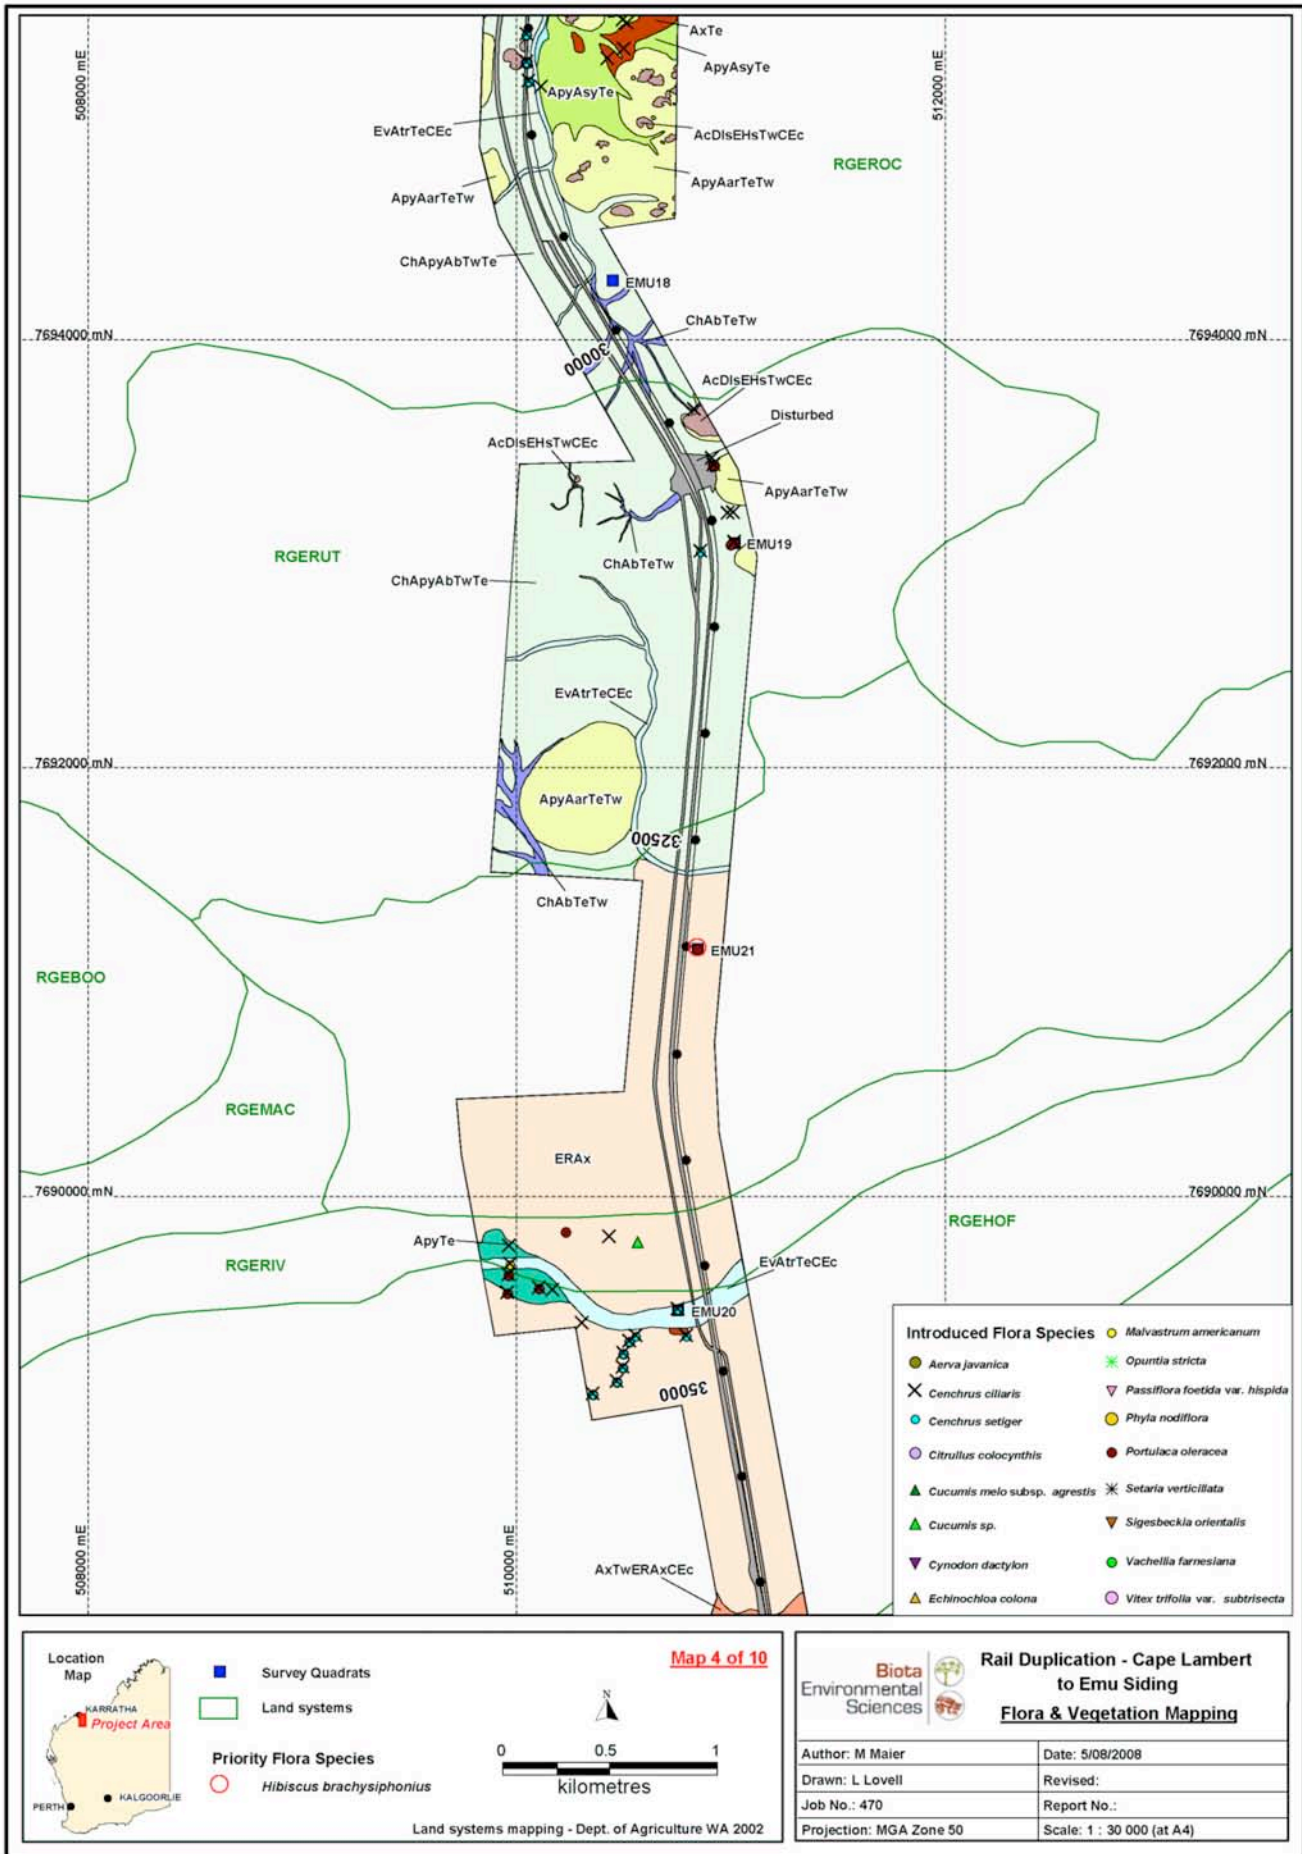 508000 mE
512000 mE
AxTe
ApyAsyTe
ApyAsyTe
EvAtrTeCEc
AcDIsEHsTwCEc
RGEROC
ApyAarTeTw
ApyAarTeTw
ChApyAbTwTe
EMU18
ChAbTeTw
7694000 mN
7694000 mN
30000
AcDIsEHsTwCEc
Disturbed
AcDIsEHsTwCEc
ApyAarTeTw
EMU19
RGERUT
ChAbTeTw
ChApyAbTwTe
EvAtrTeCEc
7692000 mN
7692000 mN
ApyAarTeTw
32500
ChAbTeTw
EMU21
RGEBOO
RGEMAC
ERAx
7690000 mN
7690000 mN
RGEHOF
ApyTe
RGERIV
EvAtrTeCEc
EMU20
35000
508000 mE
510000 mE
AxTwERAxCEc
Introduced Flora Species
Aerva javanica
Cenchrus ciliaris
Cenchrus setiger
Citrullus colocynthis
Cucumis melo subsp. agrestis
Cucumis sp.
Cynodon dactylon
Echinochloa colona
Malvastrum americanum
Opuntia stricta
Passiflora foetida var. hispida
Phyla nodiflora
Portulaca oleracea
Setaria verticillata
Sigesbeckia orientalis
Vachellia farnesiana
Vitex trifolia var. subtrisecta
Location
Map
KARRATHA
Project Area
PERTH
KALGOORLIE
Survey Quadrats
Land systems
Priority Flora Species
Hibiscus brachysiphonius
Map 4 of 10
N
0 0.5 1
kilometres
Land systems mapping - Dept. of Agriculture WA 2002
Biota
Environmental
Sciences
Rail Duplication - Cape Lambert
to Emu Siding
Flora & Vegetation Mapping
Author: M Maier
Date: 5/08/2008
Drawn: L Lovell
Revised:
Job No.: 470
Report No.:
Projection: MGA Zone 50
Scale: 1 : 30 000 (at A4)